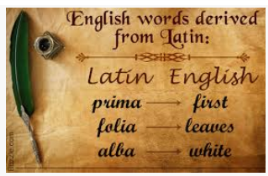 English words derived
from Latin:
Latin English
prima → first
folia → leaves
alba → white